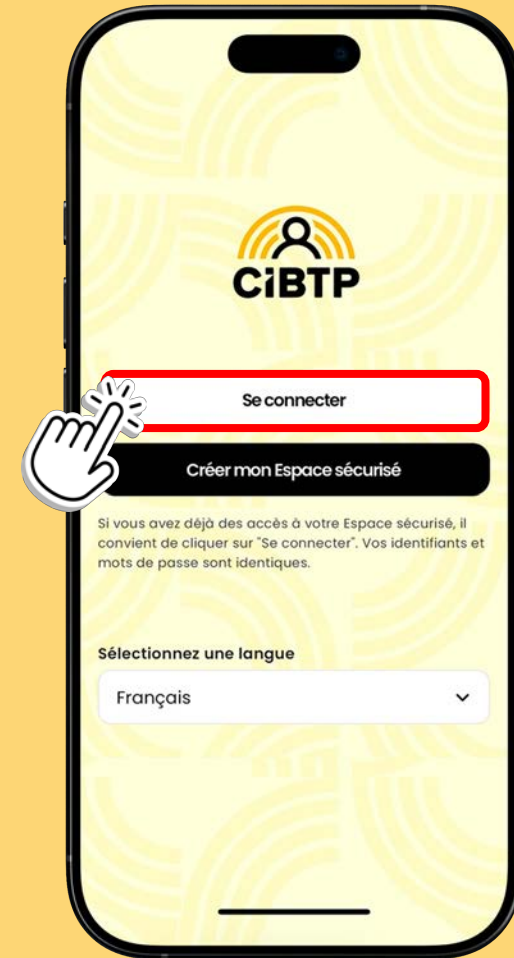 CiBTP
Se connecter
Créer mon Espace sécurisé
Si vous avez déjà des accès à votre Espace sécurisé, il
convient de cliquer sur "Se connecter". Vos identifiants et
mots de passe sont identiques.
Sélectionnez une langue
Français